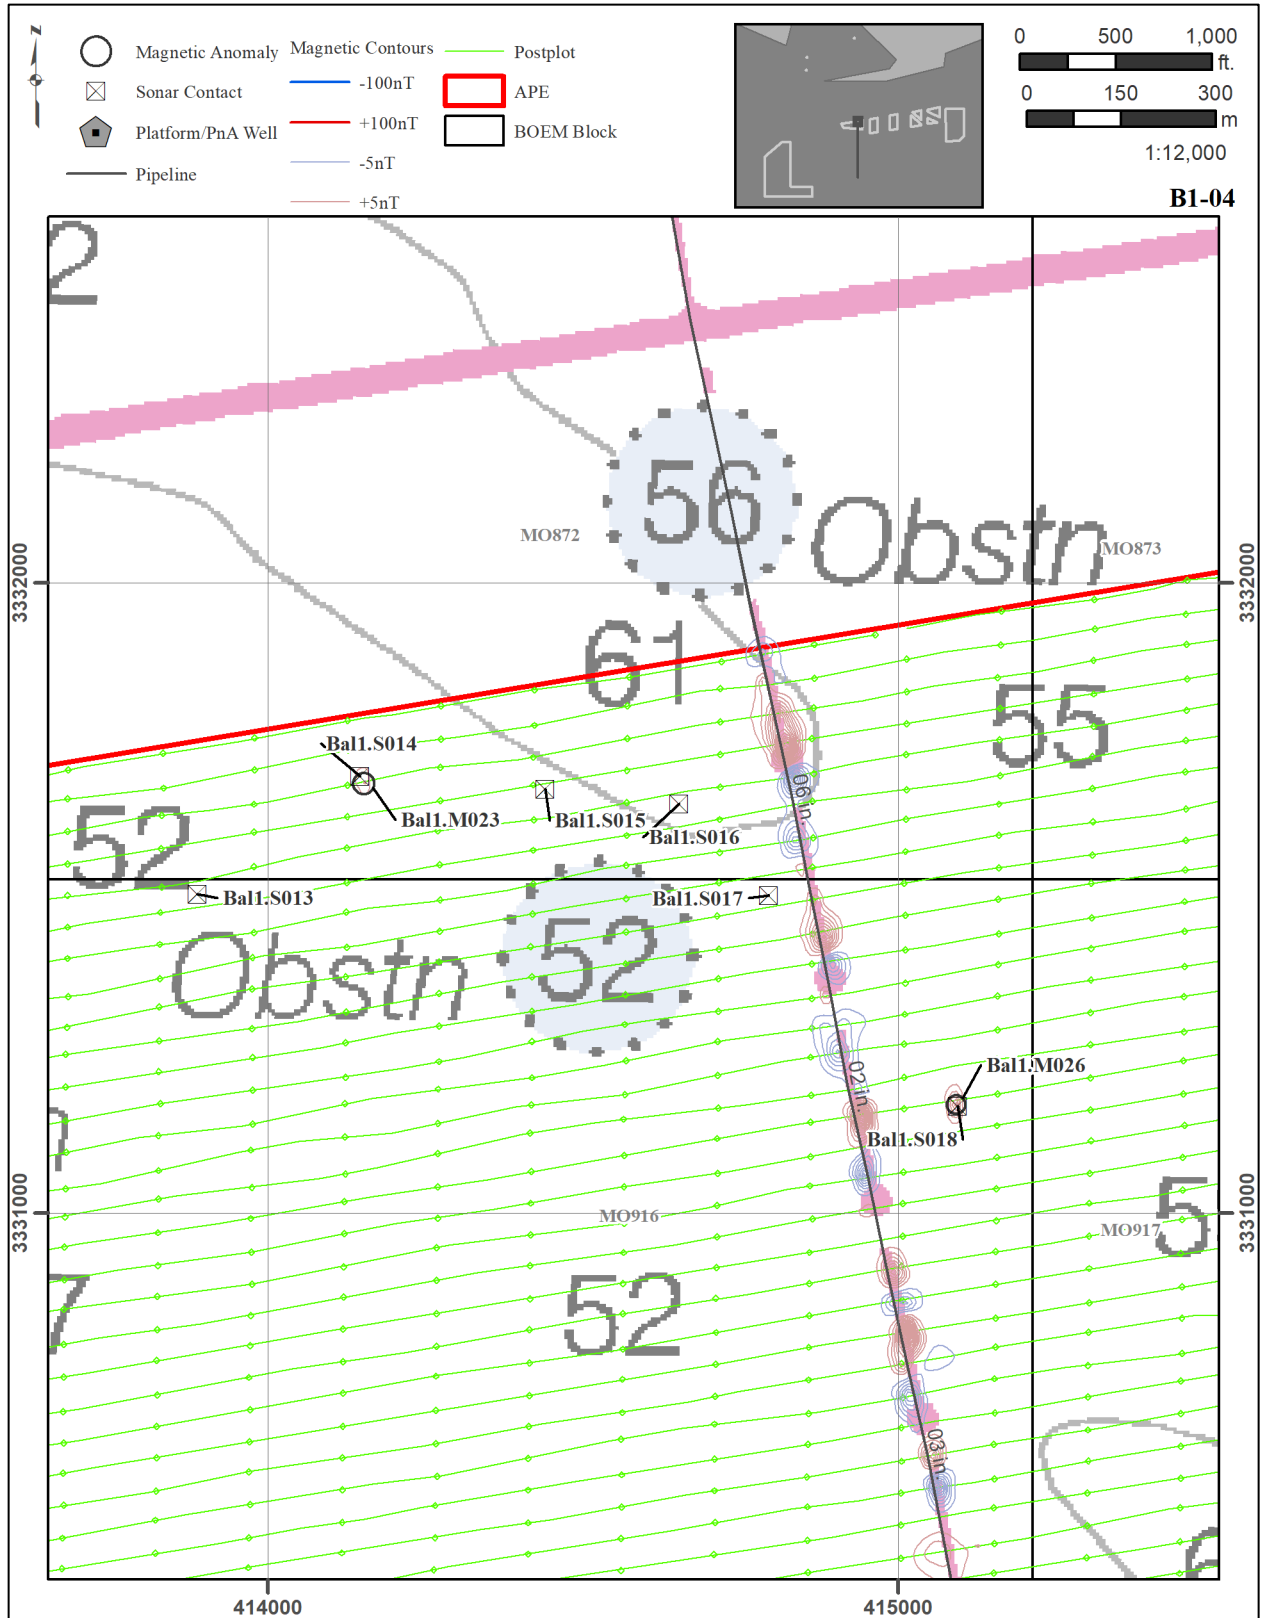 Z
Magnetic Anomaly
Sonar Contact
Platform/PnA Well
Pipeline
Magnetic Contours
-100nT
+100nT
-5nT
+5nT
Postplot
APE
BOEM Block
0 500 1,000
ft.
0 150 300
m
1:12,000
B1-04
2
56
MO872
Obstn
MO873
3332000
3332000
61
55
Bal1.S014
Bal1.M023
Bal1.S015
Bal1.S016
06 in.
52
Bal1.S013
Bal1.S017
Obstn
52
02 in.
Bal1.M026
Bal1.S018
3331000
3331000
MO916
MO917
5
7
52
03 in.
414000
415000